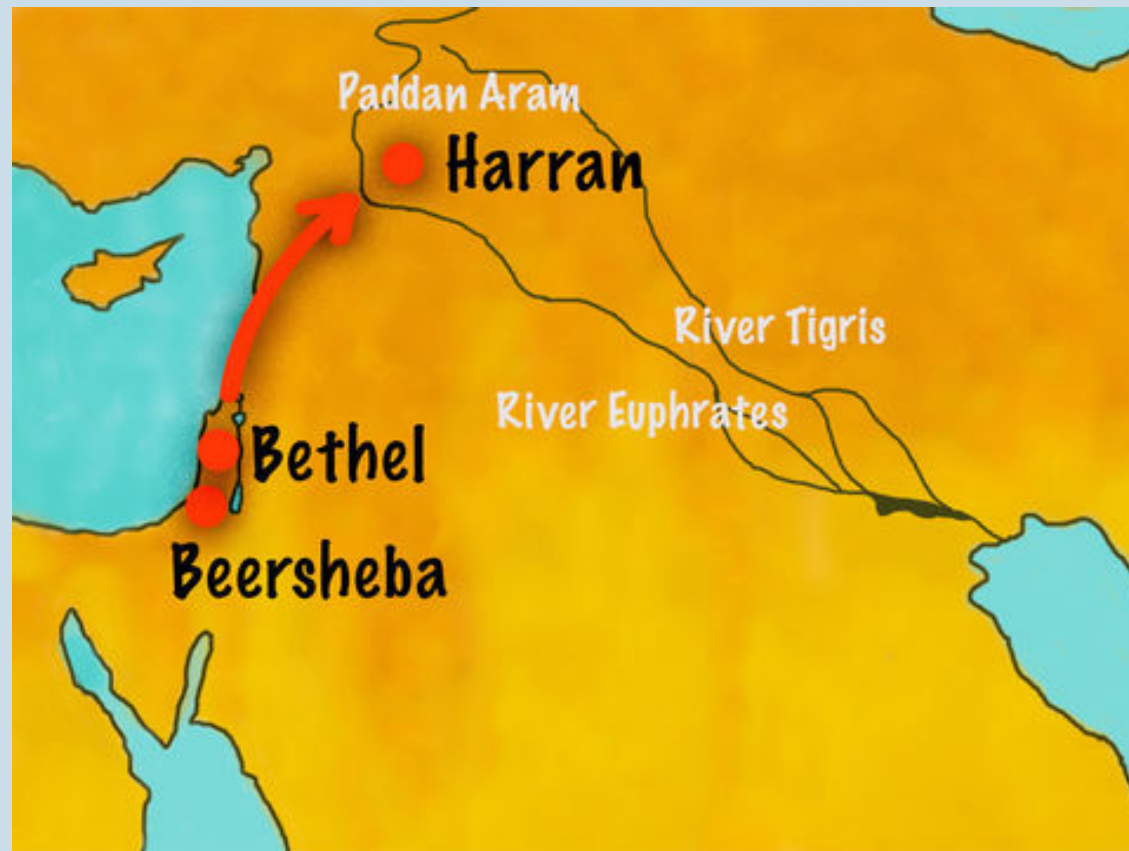 Paddan Aram
Harran
River Tigris
River Euphrates
Bethel
Beersheba